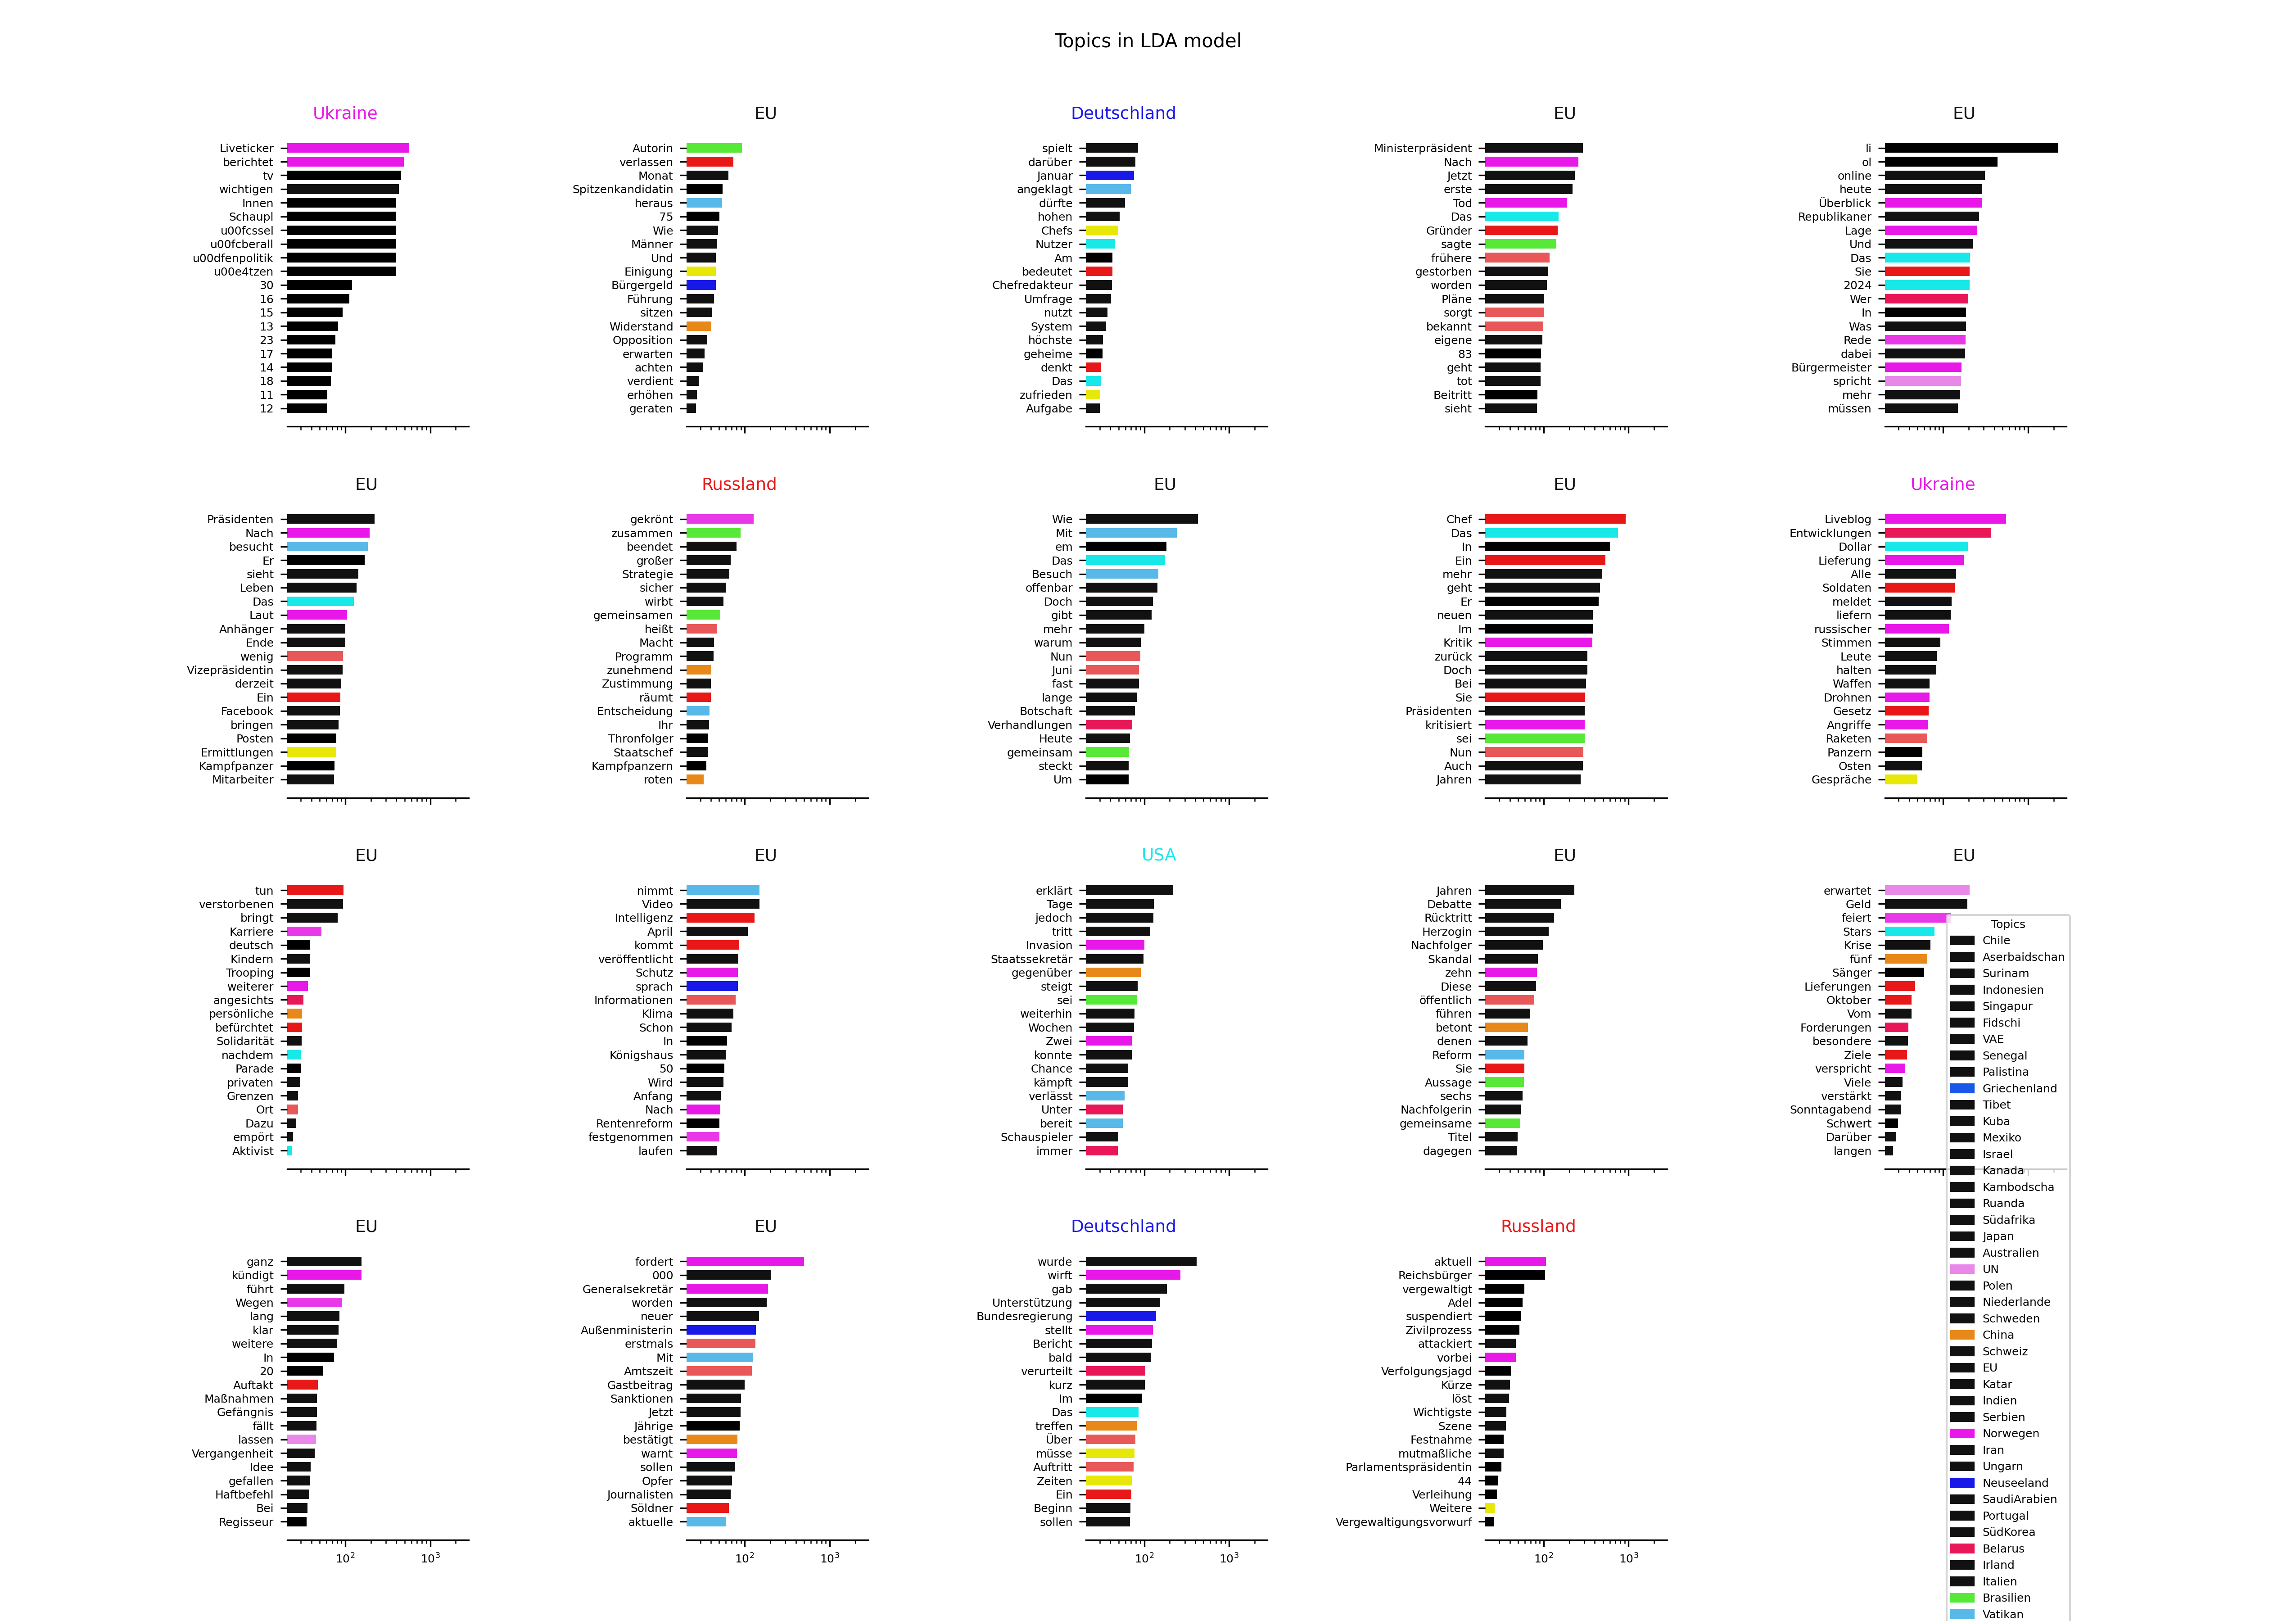 Topics in LDA model
Ukraine
Liveticker
berichtet
tv
wichtigen
Innen
Schaupl
u00fcssel
u00fcberall
u00dfenpolitik
u00e4tzen
30
16
15
13
23
17
14
18
11
12
EU
Autorin
verlassen
Monat
Spitzenkandidatin
heraus
75
Wie
Männer
Und
Einigung
Bürgergeld
Führung
sitzen
Widerstand
Opposition
erwarten
achten
verdient
erhöhen
geraten
Deutschland
spielt
darüber
Januar
angeklagt
dürfte
hohen
Chefs
Nutzer
Am
bedeutet
Chefredakteur
Umfrage
nutzt
System
höchste
geheime
denkt
Das
zufrieden
Aufgabe
EU
Ministerpräsident
Nach
Jetzt
erste
Tod
Das
Gründer
sagte
frühere
gestorben
worden
Pläne
sorgt
bekannt
eigene
83
geht
tot
Beitritt
sieht
EU
li
ol
online
heute
Überblick
Republikaner
Lage
Und
Das
Sie
2024
Wer
In
Was
Rede
dabei
Bürgermeister
spricht
mehr
müssen
EU
Präsidenten
Nach
besucht
Er
sieht
Leben
Das
Laut
Anhänger
Ende
wenig
Vizepräsidentin
derzeit
Ein
Facebook
bringen
Posten
Ermittlungen
Kampfpanzer
Mitarbeiter
Russland
gekrönt
zusammen
beendet
großer
Strategie
sicher
wirbt
gemeinsamen
heißt
Macht
Programm
zunehmend
Zustimmung
räumt
Entscheidung
Ihr
Thronfolger
Staatschef
Kampfpanzern
roten
EU
Wie
Mit
em
Das
Besuch
offenbar
Doch
gibt
mehr
warum
Nun
Juni
fast
lange
Botschaft
Verhandlungen
Heute
gemeinsam
steckt
Um
EU
Chef
Das
In
Ein
mehr
geht
Er
neuen
Im
Kritik
zurück
Doch
Bei
Sie
Präsidenten
kritisiert
sei
Nun
Auch
Jahren
Ukraine
Liveblog
Entwicklungen
Dollar
Lieferung
Alle
Soldaten
meldet
liefern
russischer
Stimmen
Leute
halten
Waffen
Drohnen
Gesetz
Angriffe
Raketen
Panzern
Osten
Gespräche
EU
tun
verstorbenen
bringt
Karriere
deutsch
Kindern
Trooping
weiterer
angesichts
persönliche
befürchtet
Solidarität
nachdem
Parade
privaten
Grenzen
Ort
Dazu
empört
Aktivist
EU
nimmt
Video
Intelligenz
April
kommt
veröffentlicht
Schutz
sprach
Informationen
Klima
Schon
In
Königshaus
50
Wird
Anfang
Nach
Rentenreform
festgenommen
laufen
USA
erklärt
Tage
jedoch
tritt
Invasion
Staatssekretär
gegenüber
steigt
sei
weiterhin
Wochen
Zwei
konnte
Chance
kämpft
verlässt
Unter
bereit
Schauspieler
immer
EU
Jahren
Debatte
Rücktritt
Herzogin
Nachfolger
Skandal
zehn
Diese
öffentlich
führen
betont
denen
Reform
Sie
Aussage
sechs
Nachfolgerin
gemeinsame
Titel
dagegen
EU
erwartet
Geld
feiert
Stars
Krise
fünf
Sänger
Lieferungen
Oktober
Vom
Forderungen
besondere
Ziele
verspricht
Viele
verstärkt
Sonntagabend
Schwert
Darüber
langen
EU
ganz
kündigt
führt
Wegen
lang
klar
weitere
In
20
Auftakt
Maßnahmen
Gefängnis
fällt
lassen
Vergangenheit
Idee
gefallen
Haftbefehl
Bei
Regisseur
10²
10³
EU
fordert
000
Generalsekretär
worden
neuer
Außenministerin
erstmals
Mit
Amtszeit
Gastbeitrag
Sanktionen
Jetzt
Jährige
bestätigt
warnt
sollen
Opfer
Journalisten
Söldner
aktuelle
10²
10³
Deutschland
wurde
wirft
gab
Unterstützung
Bundesregierung
stellt
Bericht
bald
verurteilt
kurz
Im
Das
treffen
Über
müsse
Auftritt
Zeiten
Ein
Beginn
sollen
10²
10³
Russland
aktuell
Reichsbürger
vergewaltigt
Adel
suspendiert
Zivilprozess
attackiert
vorbei
Verfolgungsjagd
Kürze
löst
Wichtigste
Szene
Festnahme
mutmaßliche
Parlamentspräsidentin
44
Verleihung
Weitere
Vergewaltigungsvorwurf
10²
10³
Topics
Chile
Aserbaidschan
Surinam
Indonesien
Singapur
Fidschi
VAE
Senegal
Palistina
Griechenland
Tibet
Kuba
Mexiko
Israel
Kanada
Kambodscha
Ruanda
Südafrika
Japan
Australien
UN
Polen
Niederlande
Schweden
China
Schweiz
EU
Katar
Indien
Serbien
Norwegen
Iran
Ungarn
Neuseeland
SaudiArabien
Portugal
SüdKorea
Belarus
Irland
Italien
Brasilien
Vatikan